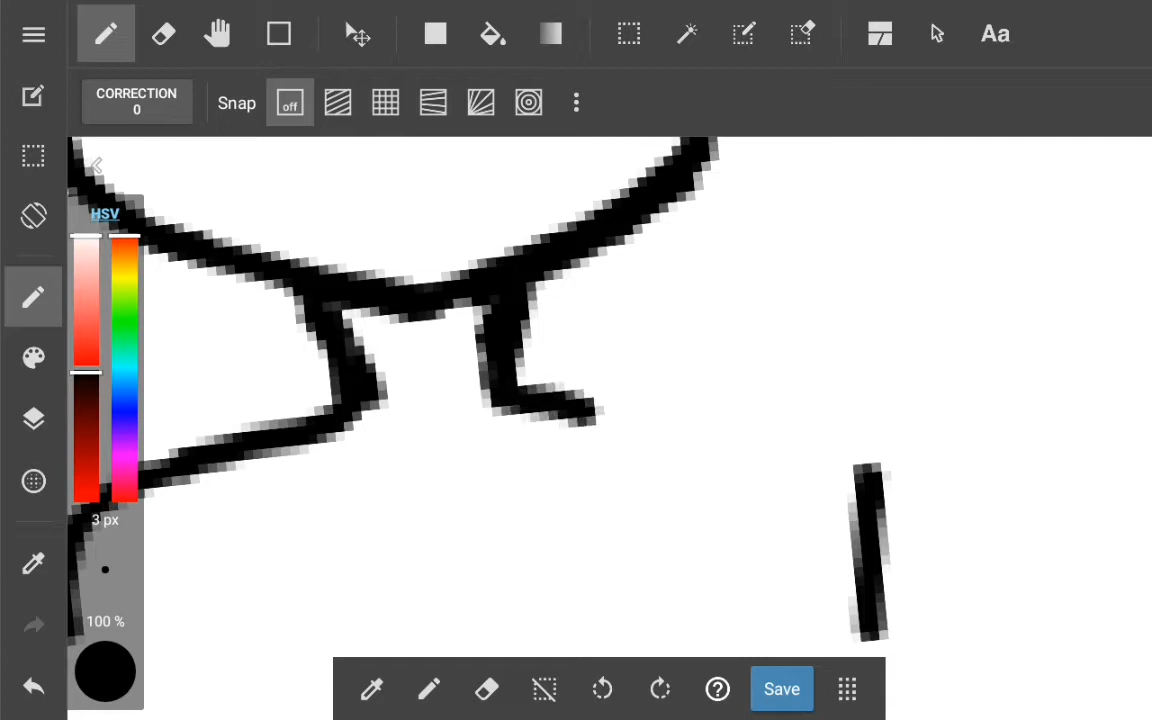 Aa
CORRECTION
0
Snap
off
HSV
3 px
100 %
Save